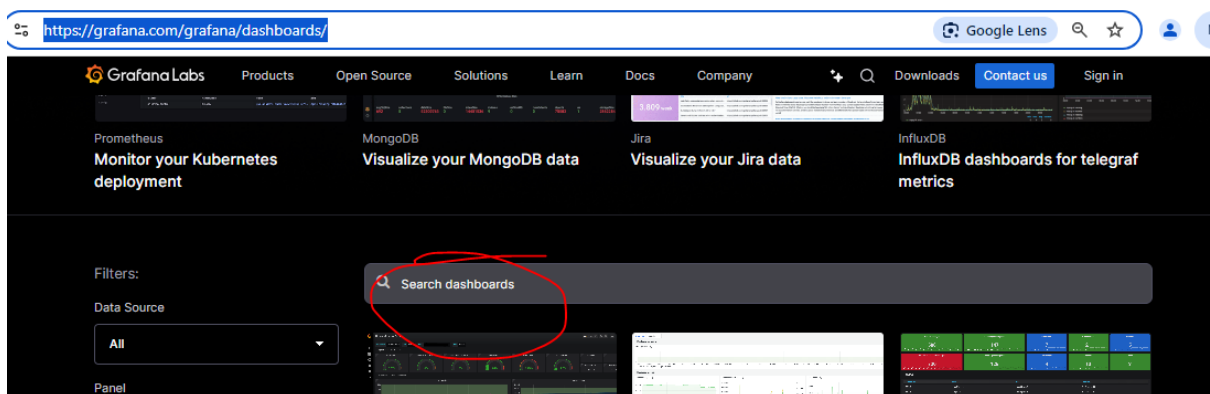 https://grafana.com/grafana/dashboards/
Google Lens
Grafana Labs Products Open Source Solutions Learn Docs Company Downloads Contact us Sign in
3.809
Prometheus
Monitor your Kubernetes
deployment
MongoDB
Visualize your MongoDB data
Jira
Visualize your Jira data
InfluxDB
InfluxDB dashboards for telegraf
metrics
Filters:
Search dashboards
Data Source
All
Panel